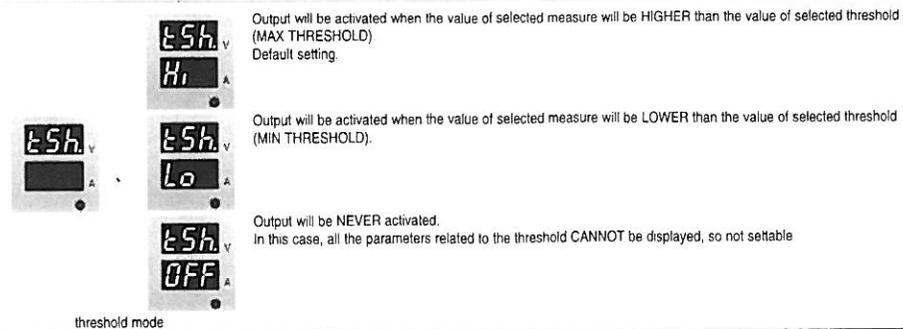 tSh. V
Output will be activated when the value of selected measure will be HIGHER than the value of selected threshold
(MAX THRESHOLD)
Default setting.
Hi A
tSh. V
A
tSh. V
Output will be activated when the value of selected measure will be LOWER than the value of selected threshold
(MIN THRESHOLD).
Lo A
tSh. V
Output will be NEVER activated.
In this case, all the parameters related to the threshold CANNOT be displayed, so not settable
OFF A
threshold mode